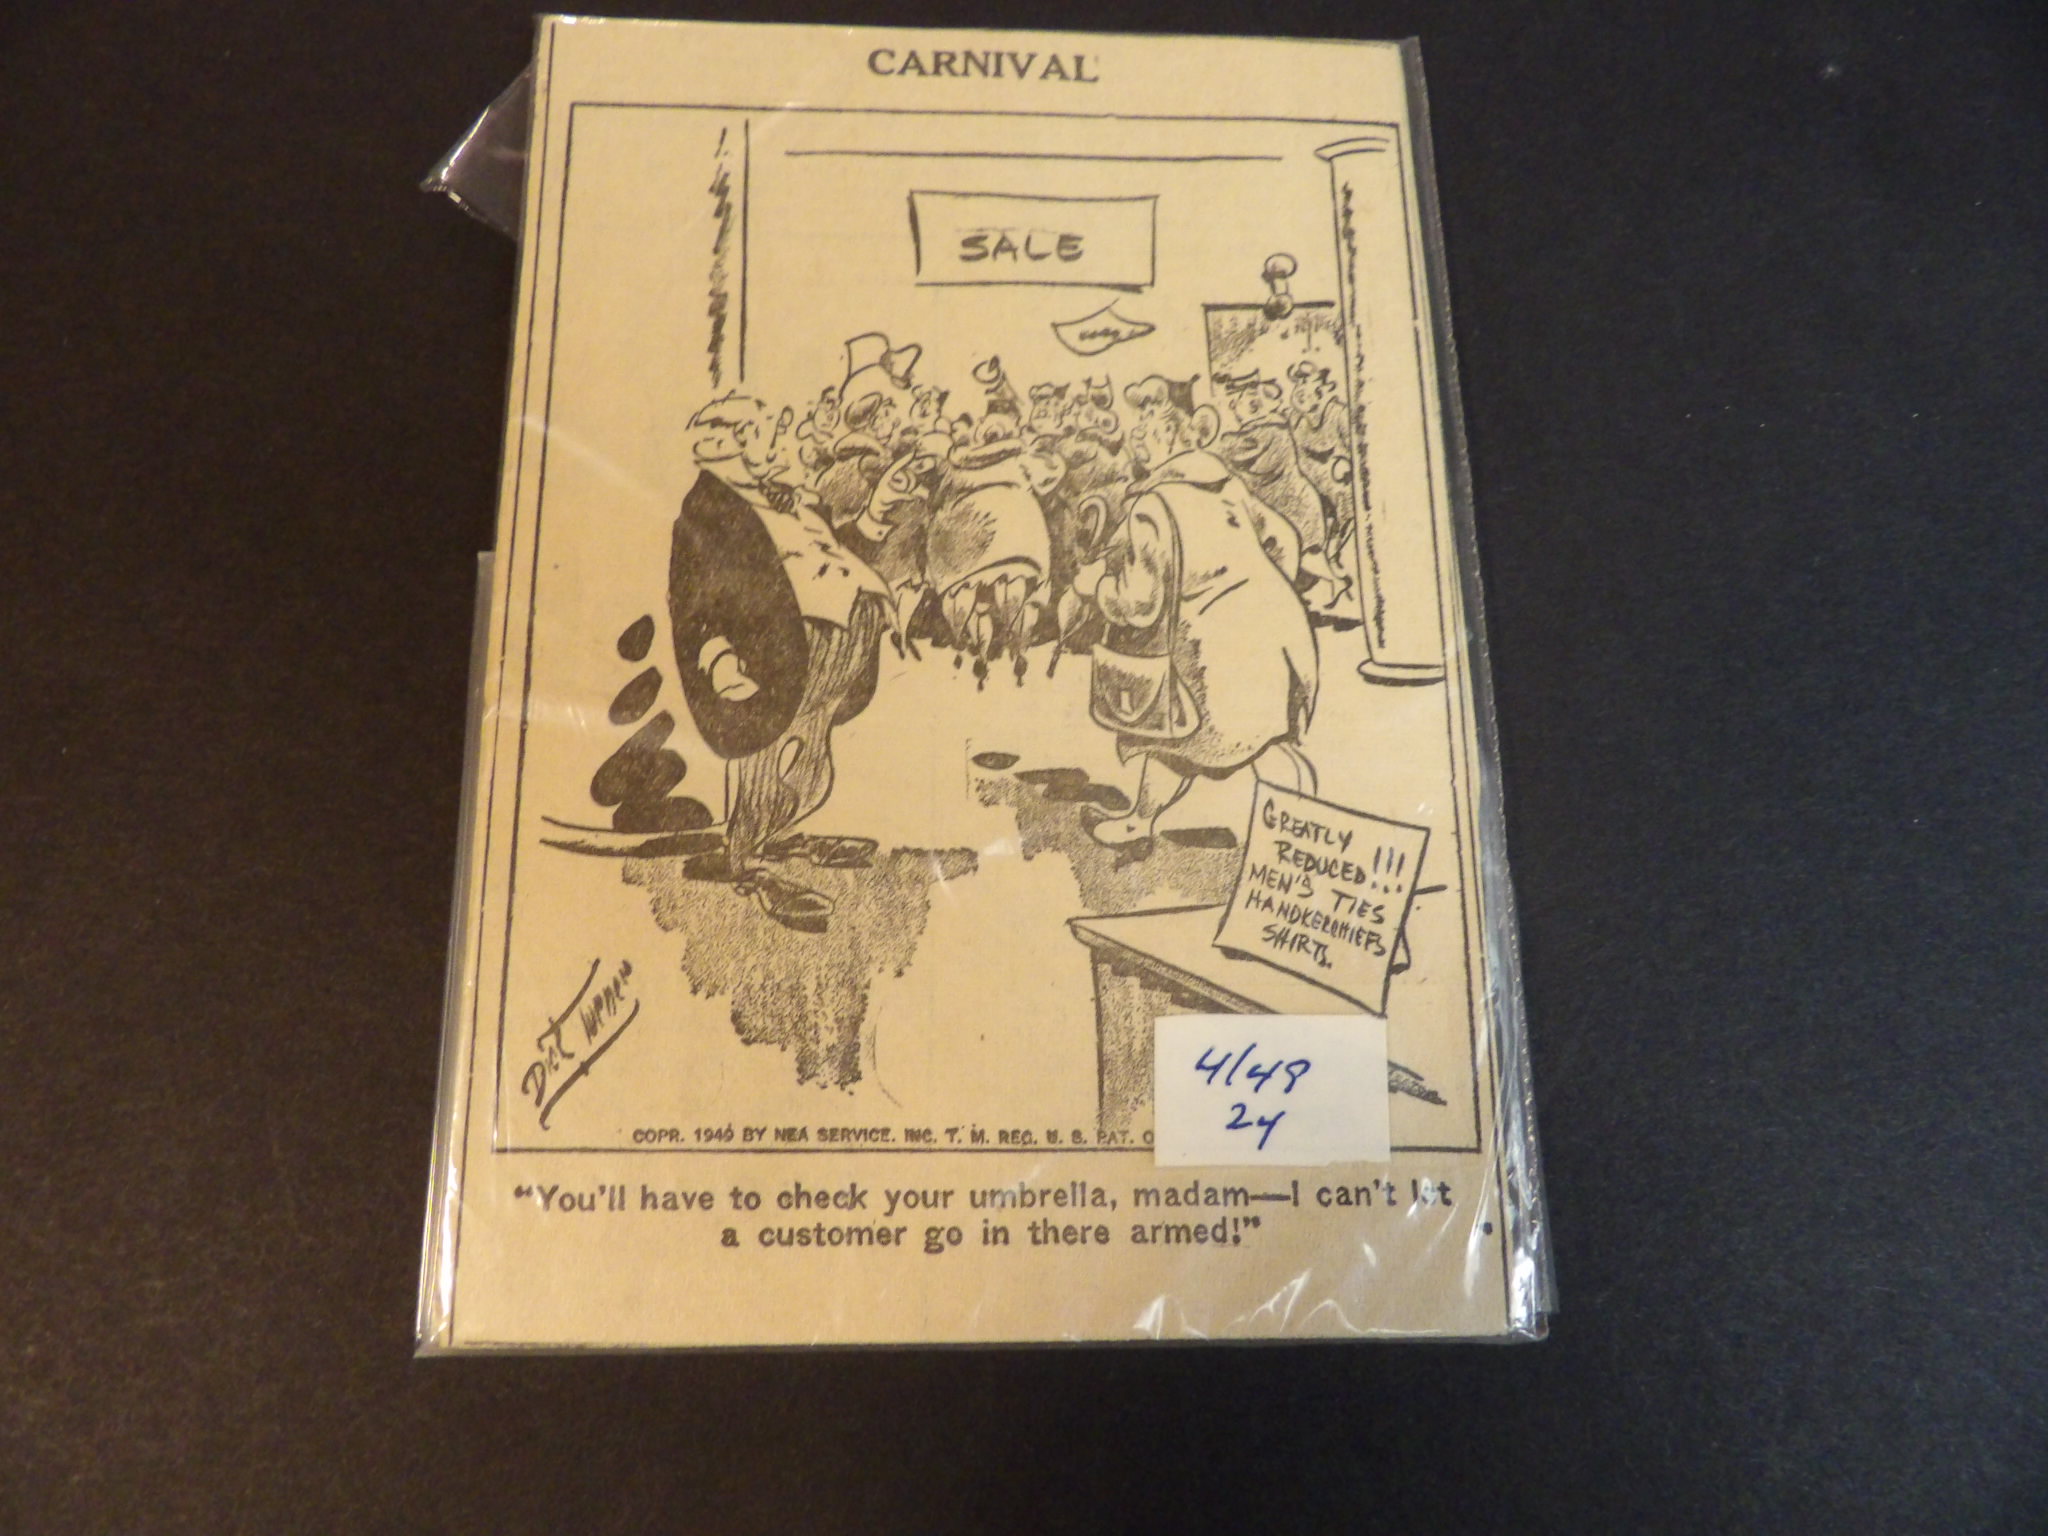 CARNIVAL
SALE
GREATLY
REDUCED!!!
MEN'S TIES
HANDKERCHIEFS
SHIRTS.
Dick Turner
4/49
24
COPR. 1949 BY NEA SERVICE, INC. T. M. REG. U. S. PAT. O
"You'll have to check your umbrella, madam—I can't let
a customer go in there armed!"